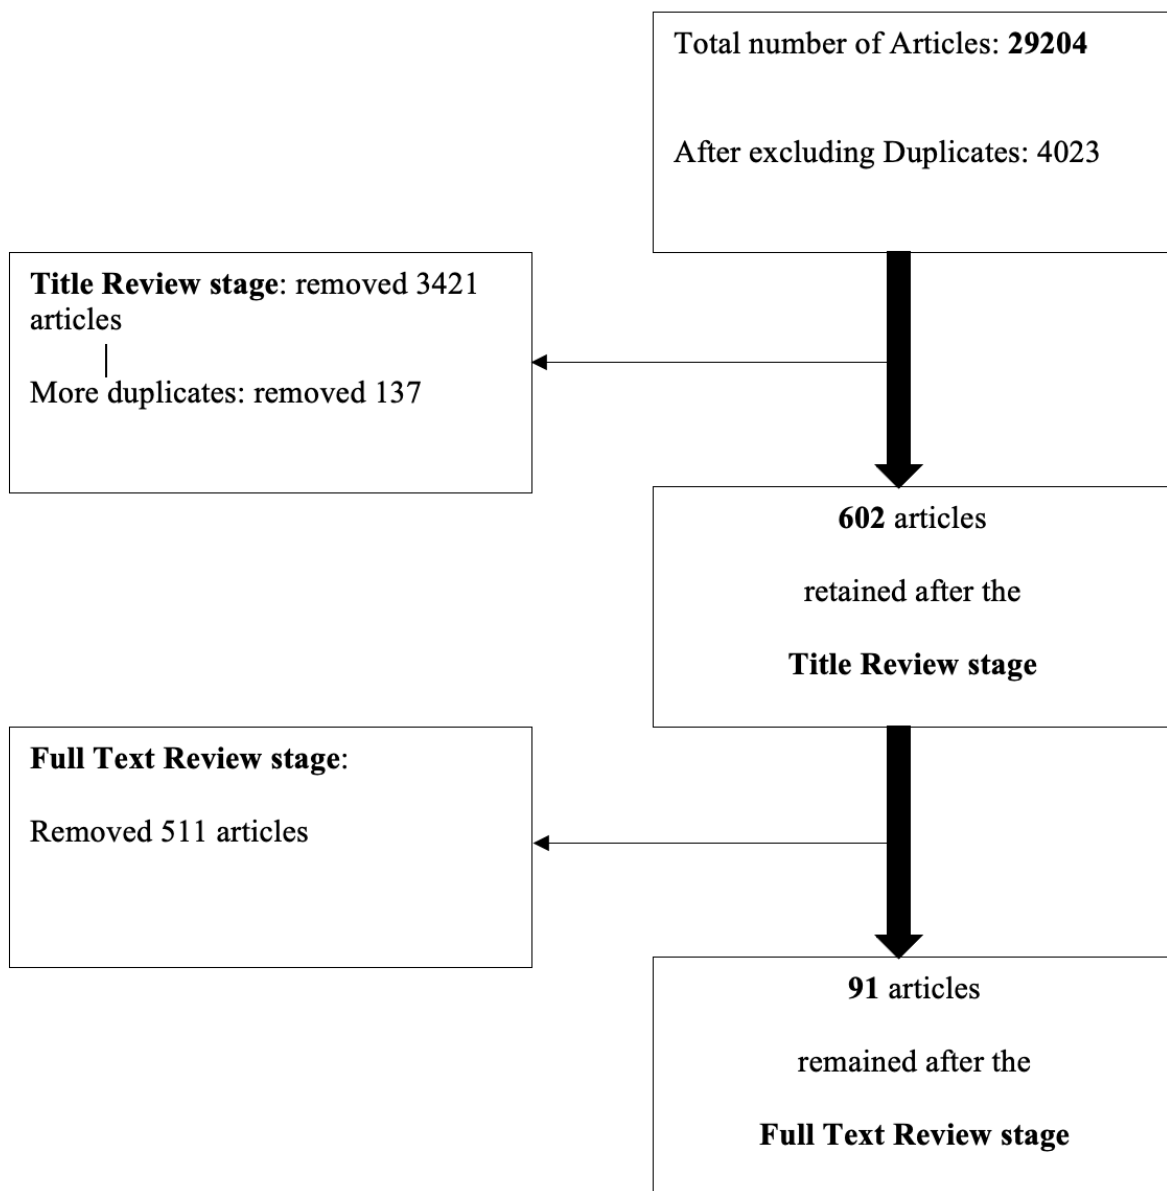 Total number of Articles: 29204
After excluding Duplicates: 4023
Title Review stage: removed 3421
articles
More duplicates: removed 137
602 articles
retained after the
Title Review stage
Full Text Review stage:
Removed 511 articles
91 articles
remained after the
Full Text Review stage